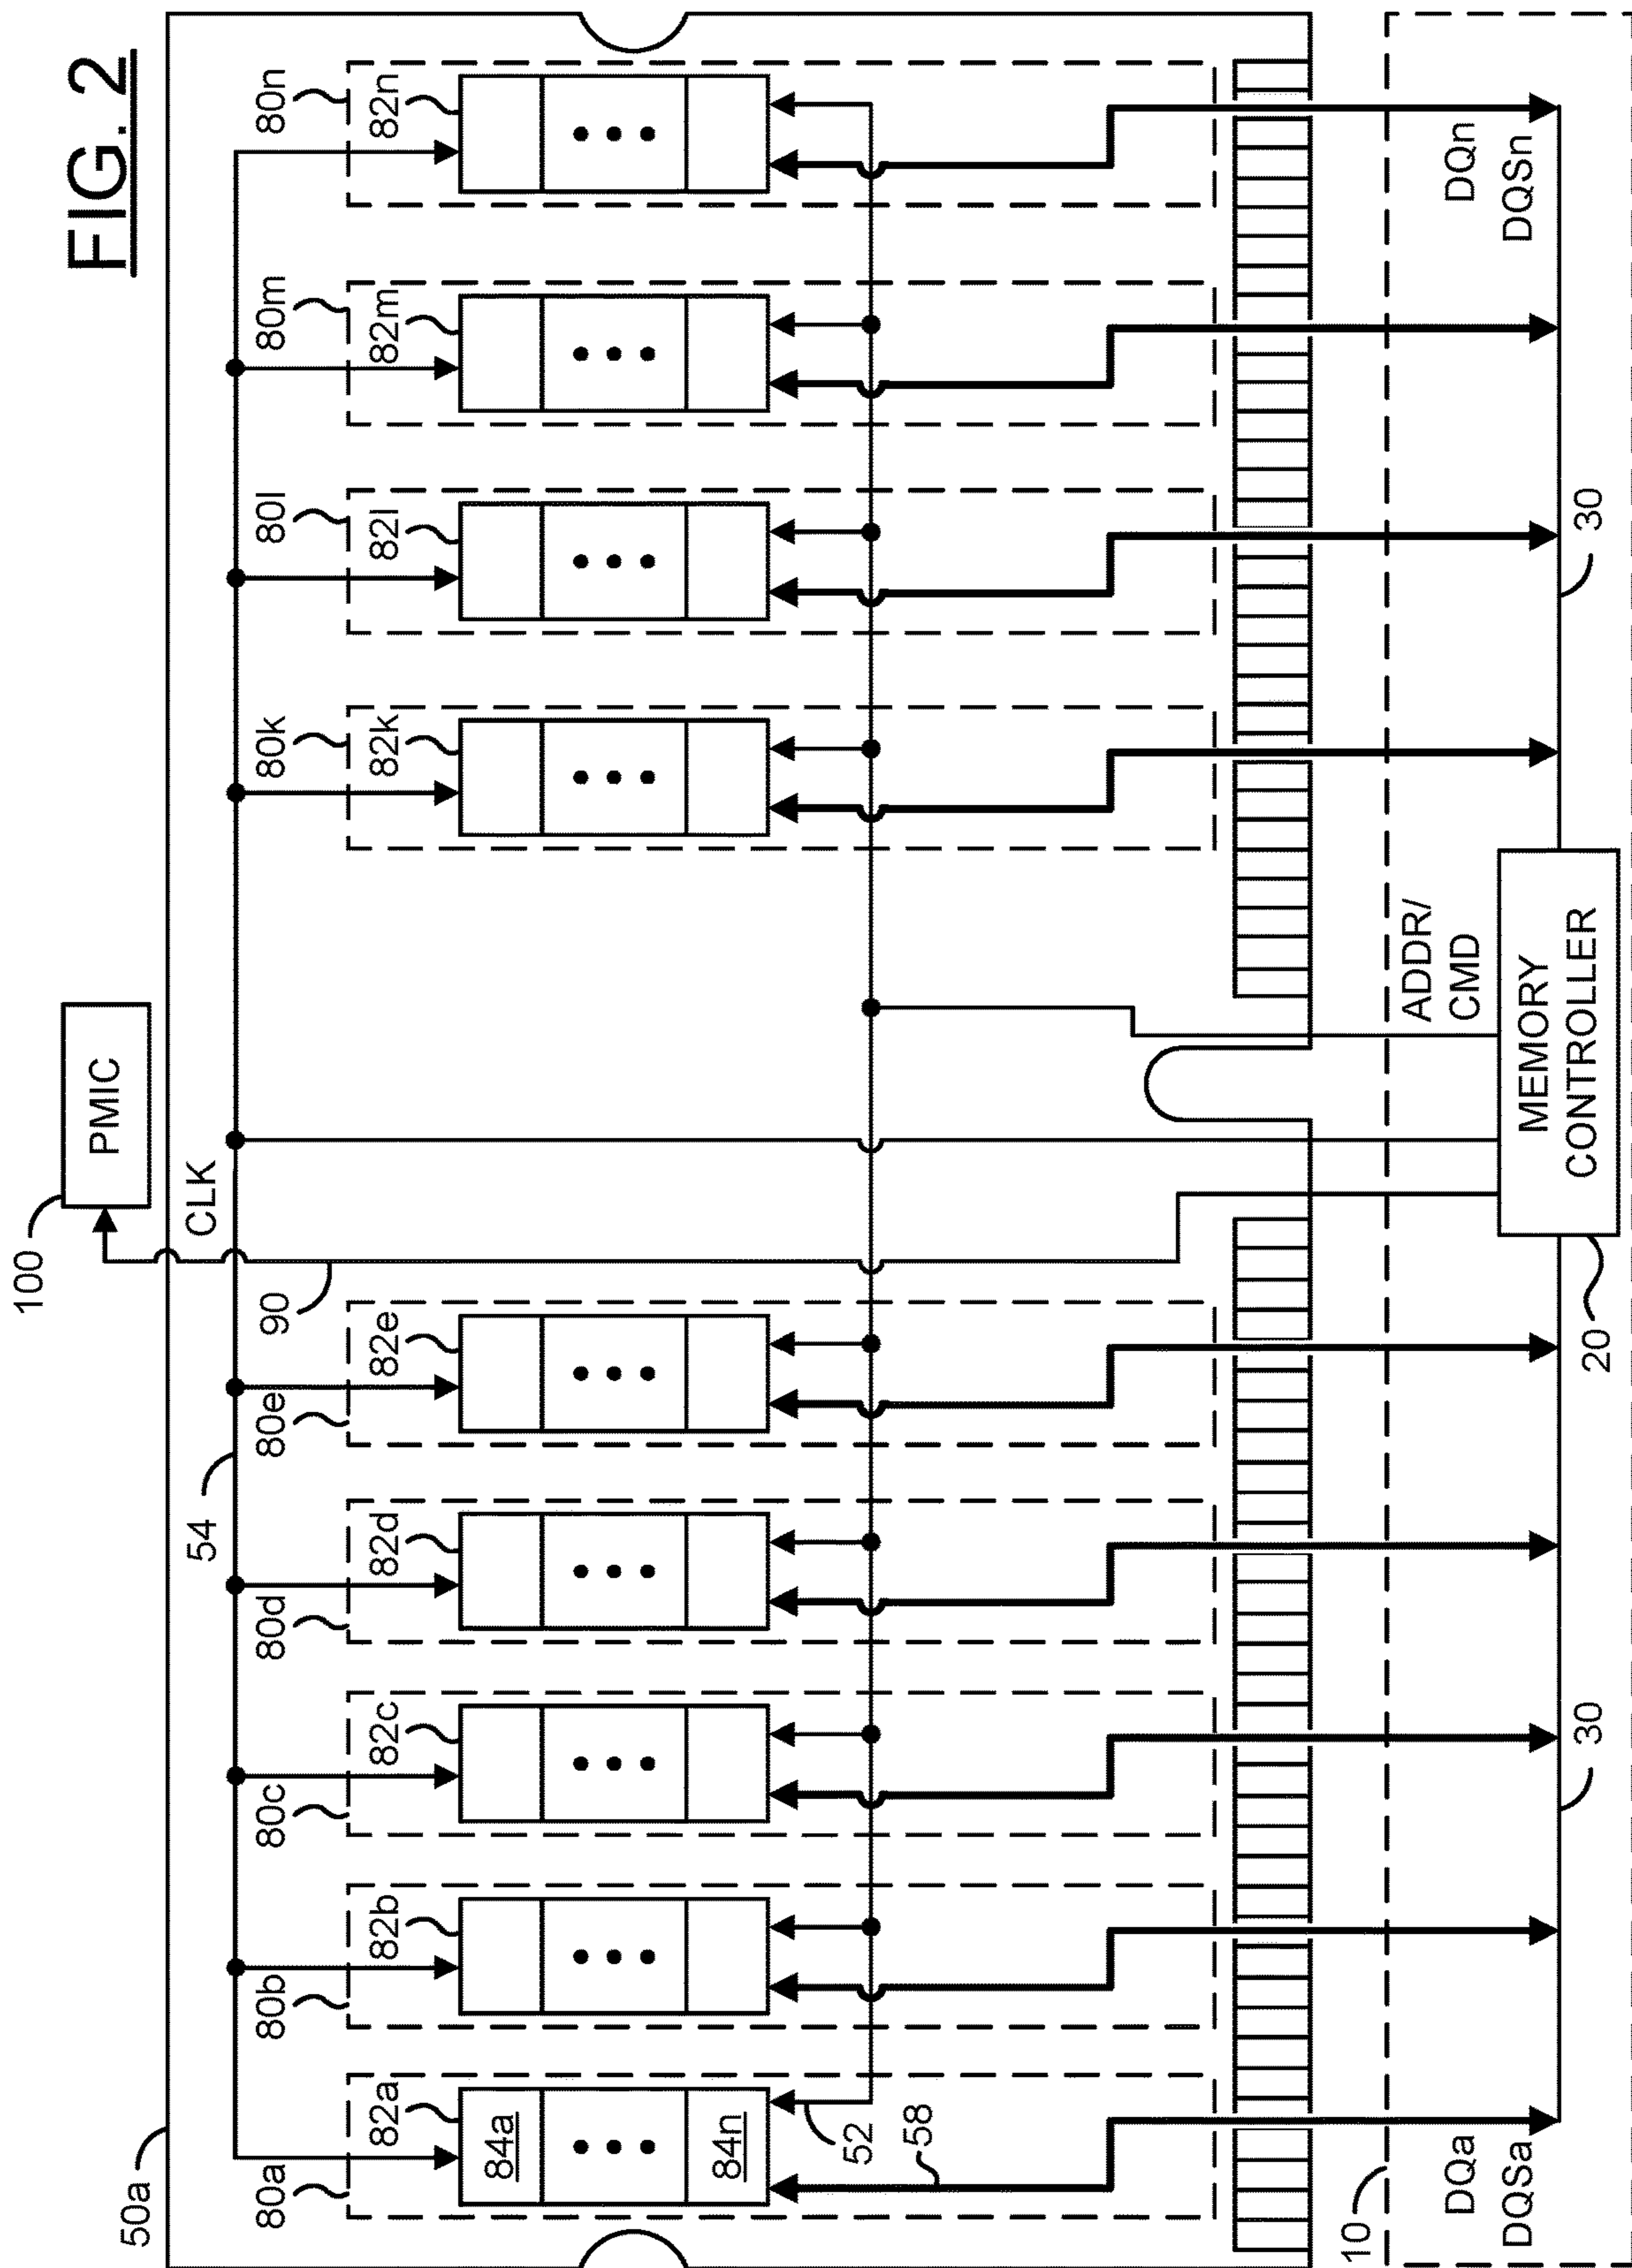 FIG. 2
100
PMIC
50a
54
CLK
90
80a
80b
80c
80d
80e
80k
80l
80m
80n
82a
82b
82c
82d
82e
82k
82l
82m
82n
84a
84n
52
58
10
ADDR/
CMD
DQa
DQSa
DQn
DQSn
MEMORY
CONTROLLER
30
20
30